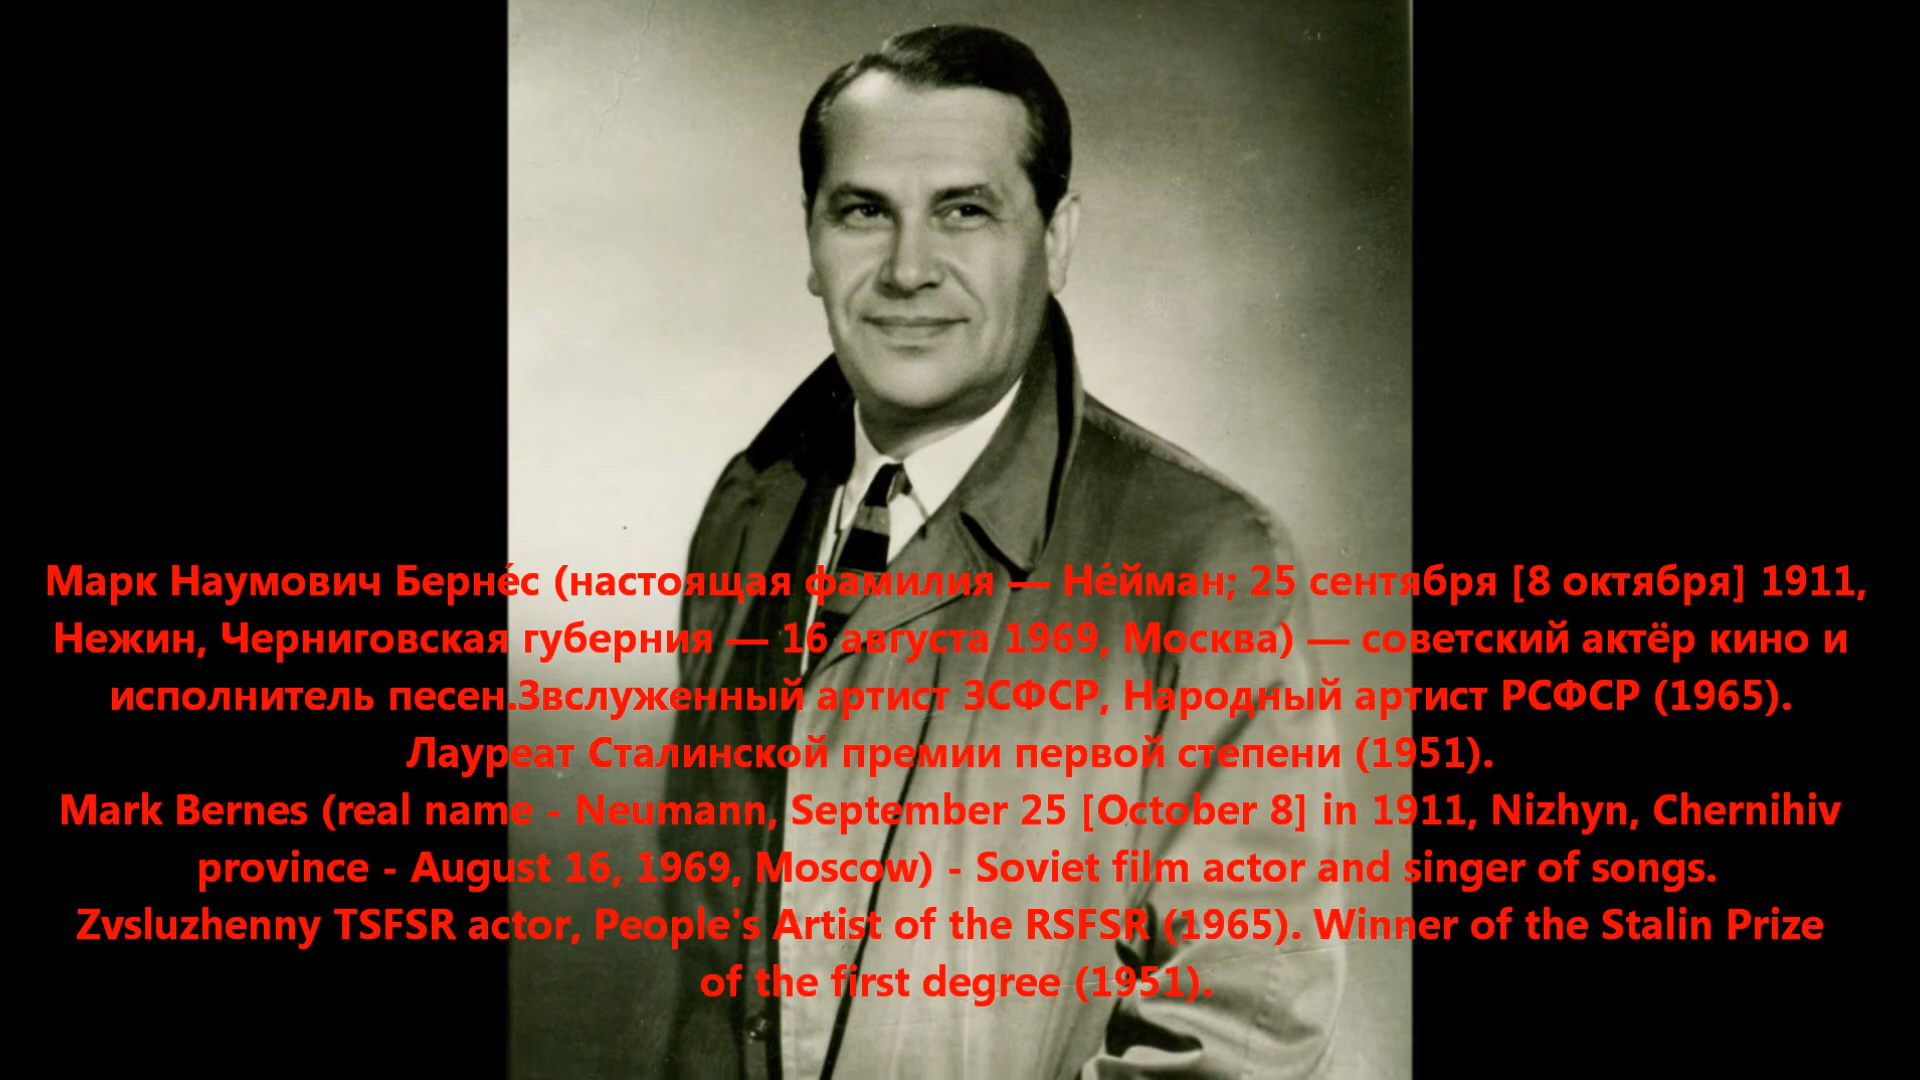 Марк Наумович Берне́с (настоящая фамилия — Не́йман; 25 сентября [8 октября] 1911,
Нежин, Черниговская губерния — 16 августа 1969, Москва) — советский актёр кино и
исполнитель песен.Звслуженный артист ЗСФСР, Народный артист РСФСР (1965).
Лауреат Сталинской премии первой степени (1951).
Mark Bernes (real name - Neumann, September 25 [October 8] in 1911, Nizhyn, Chernihiv
province - August 16, 1969, Moscow) - Soviet film actor and singer of songs.
Zvsluzhenny TSFSR actor, People's Artist of the RSFSR (1965). Winner of the Stalin Prize
of the first degree (1951).